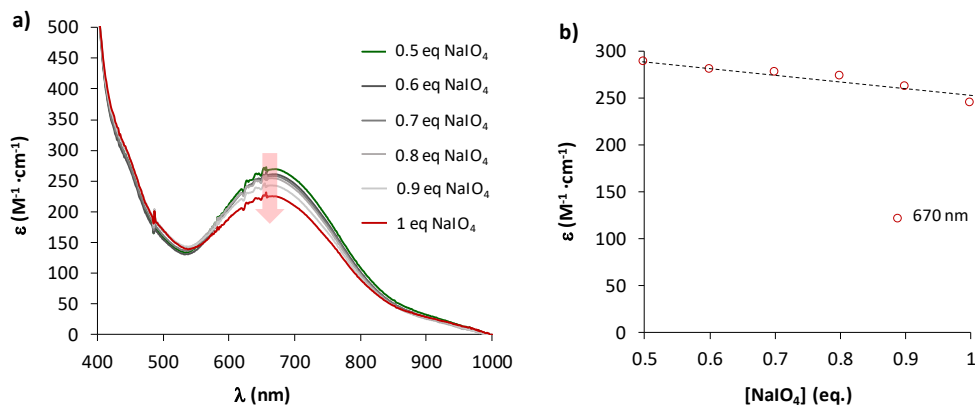 a)
500
450
400
350
300
250
200
150
100
50
0
400 500 600 700 800 900 1000
ε (M⁻¹ ·cm⁻¹)
λ (nm)
0.5 eq NaIO₄
0.6 eq NaIO₄
0.7 eq NaIO₄
0.8 eq NaIO₄
0.9 eq NaIO₄
1 eq NaIO₄
b)
300
250
200
150
100
50
0
0.5 0.6 0.7 0.8 0.9 1
ε (M⁻¹ ·cm⁻¹)
[NaIO₄] (eq.)
670 nm